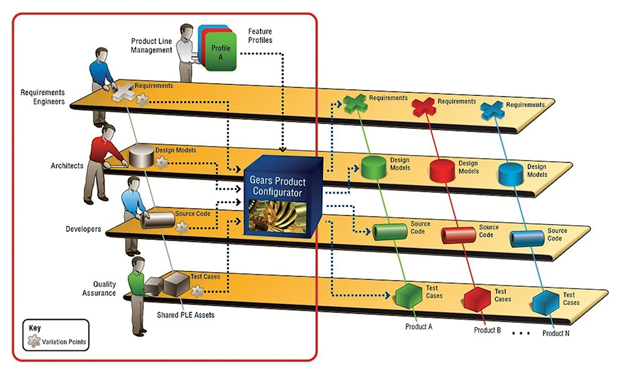 Product Line
Management
Feature
Profiles
Profile
A
Requirements
Engineers
Requirements
Requirements
Requirements
Requirements
Architects
Design Models
Design
Models
Design
Models
Design
Models
Gears Product
Configurator
Developers
Source Code
Source
Code
Source
Code
Source
Code
Quality
Assurance
Test Cases
Test
Cases
Test
Cases
Test
Cases
Shared PLE Assets
Product A
Product B
• • •
Product N
Key
Variation Points